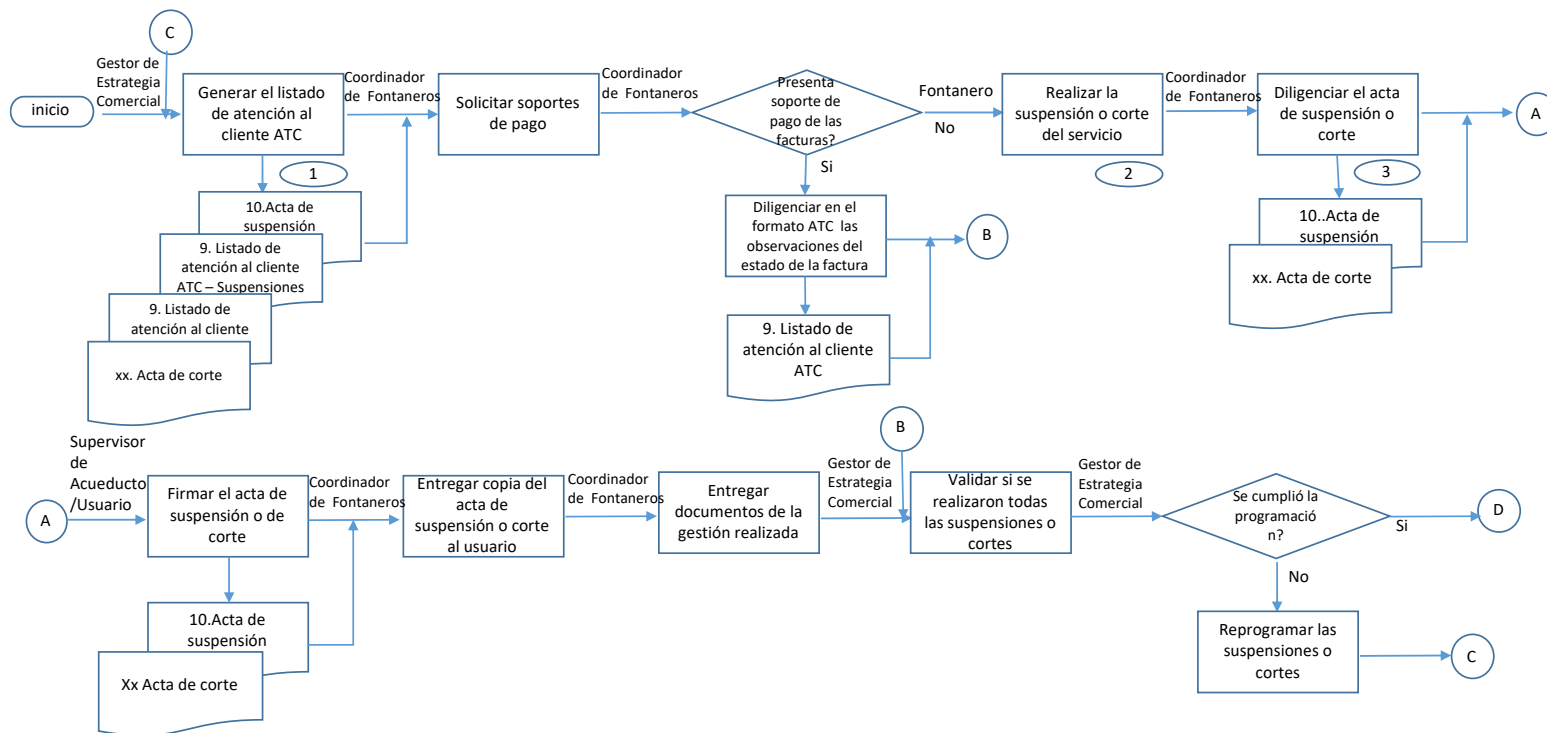 C
Gestor de
Estrategia
Comercial
inicio
Generar el listado
de atención al
cliente ATC
Coordinador
de Fontaneros
Solicitar soportes
de pago
Coordinador
de Fontaneros
Presenta
soporte de
pago de las
facturas?
Fontanero
No
Si
Realizar la
suspensión o corte
del servicio
Coordinador
de Fontaneros
Diligenciar el acta
de suspensión o
corte
A
1
2
3
10.Acta de
suspensión
9. Listado de
atención al cliente
ATC – Suspensiones
9. Listado de
atención al cliente
xx. Acta de corte
Diligenciar en el
formato ATC las
observaciones del
estado de la factura
B
9. Listado de
atención al cliente
ATC
10..Acta de
suspensión
xx. Acta de corte
Supervisor
de
Acueducto
/Usuario
A
Firmar el acta de
suspensión o de
corte
Coordinador
de Fontaneros
Entregar copia del
acta de
suspensión o corte
al usuario
Coordinador
de Fontaneros
Entregar
documentos de la
gestión realizada
B
Gestor de
Estrategia
Comercial
Validar si se
realizaron todas
las suspensiones o
cortes
Gestor de
Estrategia
Comercial
Se cumplió la
programació
n?
Si
D
No
10.Acta de
suspensión
Xx Acta de corte
Reprogramar las
suspensiones o
cortes
C